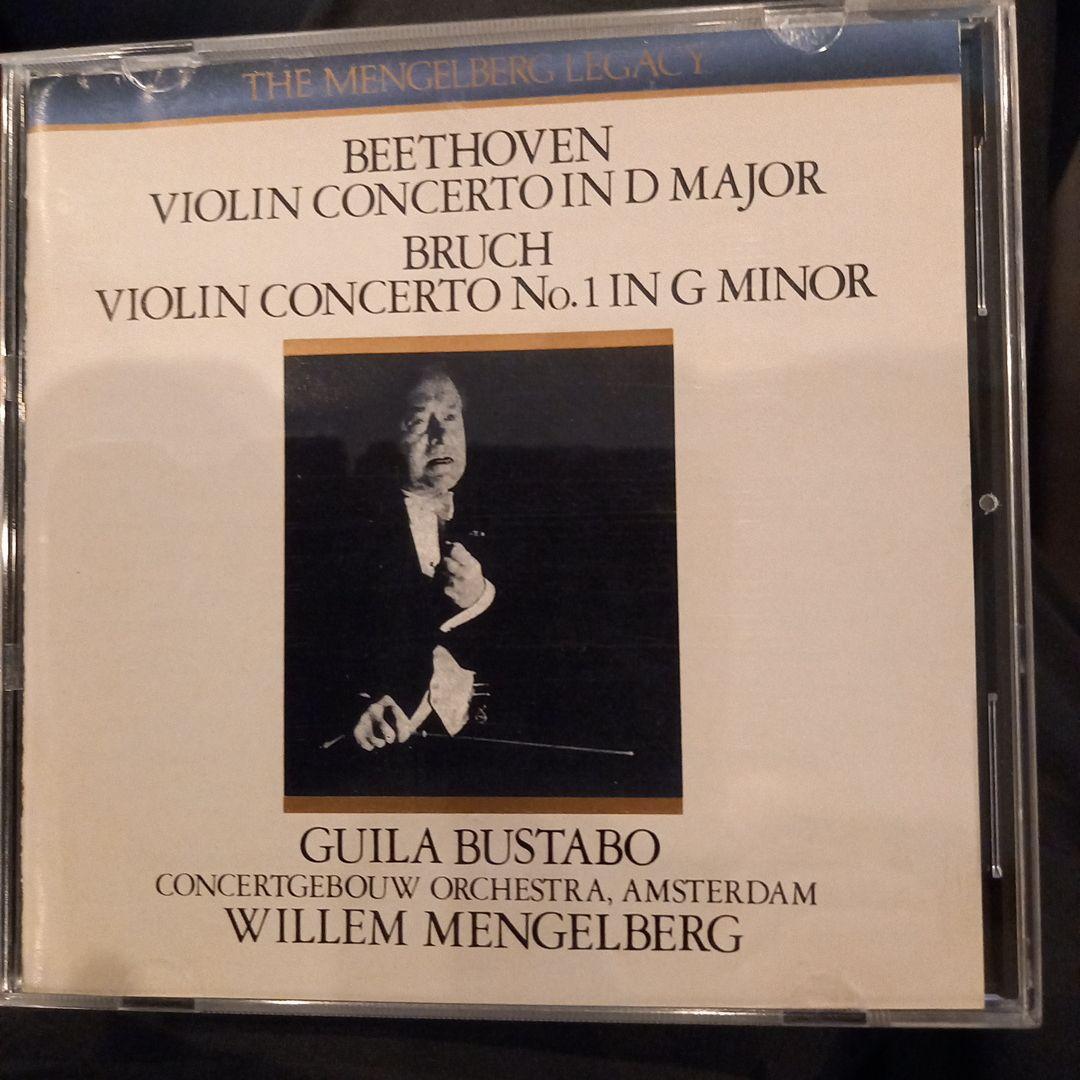 THE MENGELBERG LEGACY
BEETHOVEN
VIOLIN CONCERTO IN D MAJOR
BRUCH
VIOLIN CONCERTO No. 1 IN G MINOR
GUILA BUSTABO
CONCERTGEBOUW ORCHESTRA, AMSTERDAM
WILLEM MENGELBERG